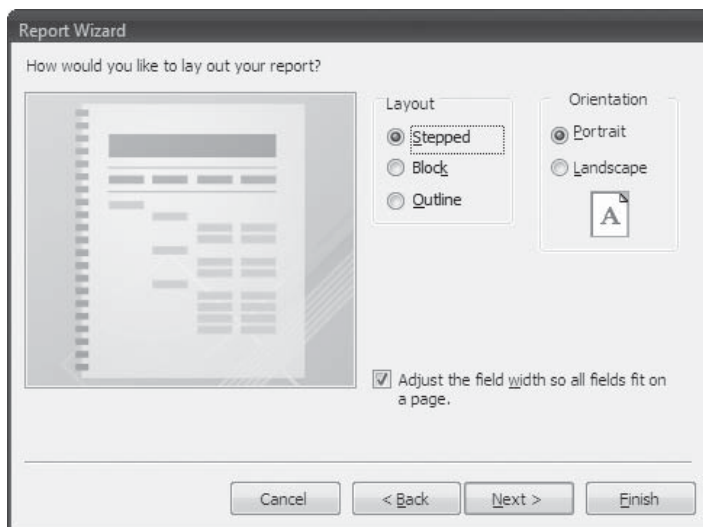 Report Wizard
How would you like to lay out your report?
Layout
Stepped
Block
Outline
Orientation
Portrait
Landscape
A
Adjust the field width so all fields fit on
a page.
Cancel
< Back
Next >
Finish